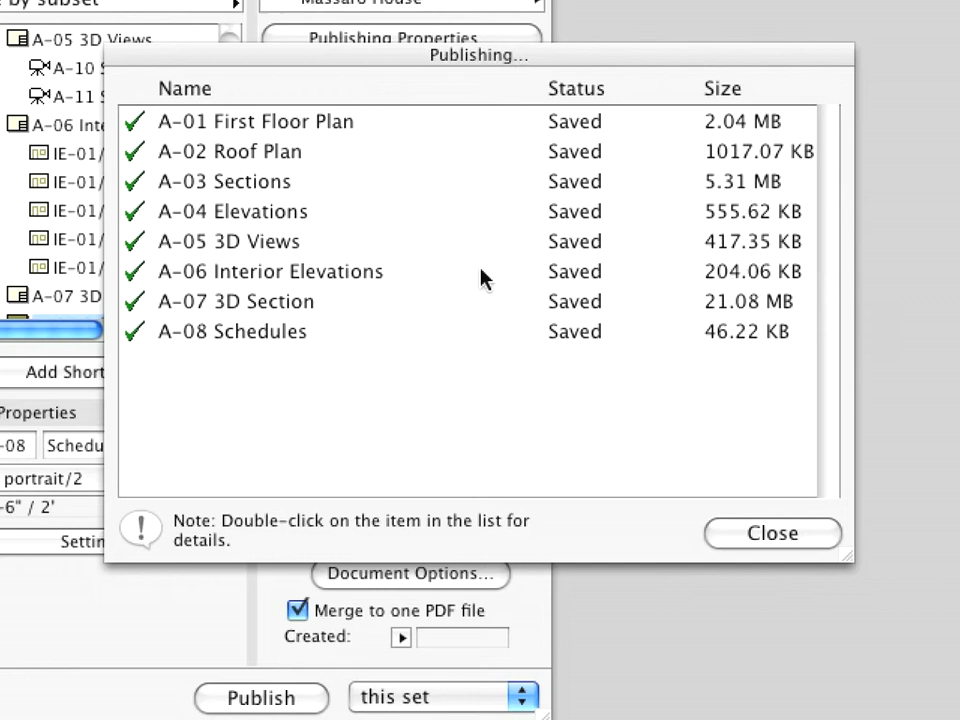 by subset
Massaro House
A-05 3D Views
Publishing Properties
A-10 S
A-11 S
A-06 Inte
IE-01/
IE-01/
IE-01/
IE-01/
IE-01/
A-07 3D
Add Short
Properties
-08 Schedu
portrait/2
-6" / 2'
Settin
Publishing...
Name Status Size
A-01 First Floor Plan Saved 2.04 MB
A-02 Roof Plan Saved 1017.07 KB
A-03 Sections Saved 5.31 MB
A-04 Elevations Saved 555.62 KB
A-05 3D Views Saved 417.35 KB
A-06 Interior Elevations Saved 204.06 KB
A-07 3D Section Saved 21.08 MB
A-08 Schedules Saved 46.22 KB
Note: Double-click on the item in the list for
details.
Close
Document Options...
Merge to one PDF file
Created:
Publish this set